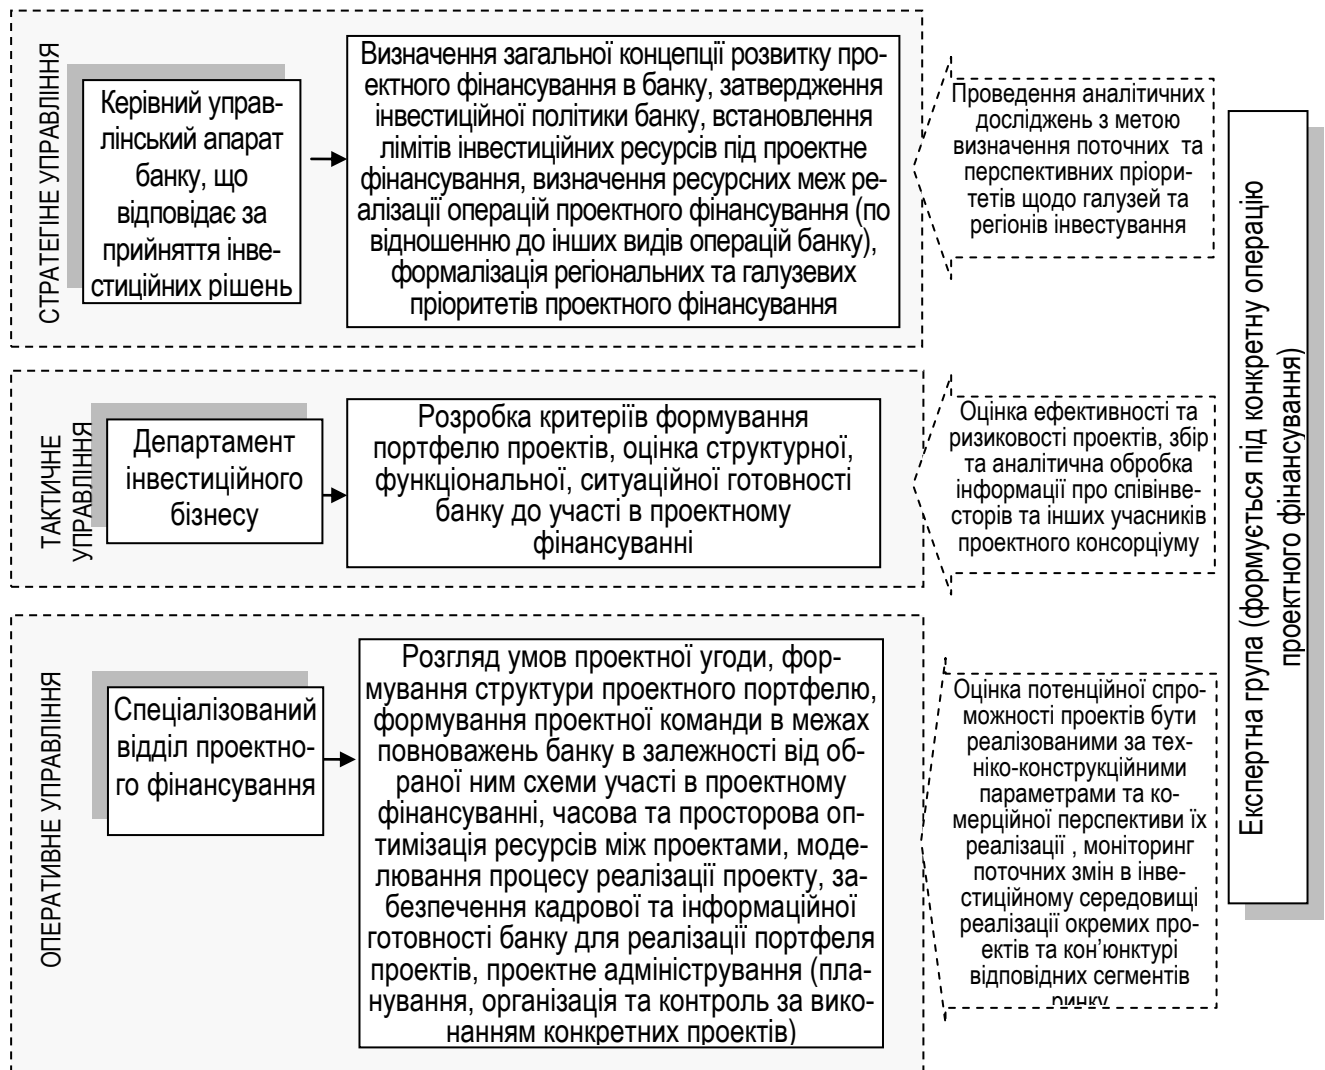 СТРАТЕГІНЕ УПРАВЛІННЯ
Керівний управ-
лінський апарат
банку, що
відповідає за
прийняття інве-
стиційних рішень
Визначення загальної концепції розвитку про-
ектного фінансування в банку, затвердження
інвестиційної політики банку, встановлення
лімітів інвестиційних ресурсів під проектне
фінансування, визначення ресурсних меж ре-
алізації операцій проектного фінансування (по
відношенню до інших видів операцій банку),
формалізація регіональних та галузевих
пріоритетів проектного фінансування
Проведення аналітичних
досліджень з метою
визначення поточних та
перспективних пріори-
тетів щодо галузей та
регіонів інвестування
ТАКТИЧНЕ
УПРАВЛІННЯ
Департамент
інвестиційного
бізнесу
Розробка критеріїв формування
портфелю проектів, оцінка структурної,
функціональної, ситуаційної готовності
банку до участі в проектному
фінансуванні
Оцінка ефективності та
ризиковості проектів, збір
та аналітична обробка
інформації про співінве-
сторів та інших учасників
проектного консорціуму
ОПЕРАТИВНЕ УПРАВЛІННЯ
Спеціалізований
відділ проектно-
го фінансування
Розгляд умов проектної угоди, фор-
мування структури проектного портфелю,
формування проектної команди в межах
повноважень банку в залежності від об-
раної ним схеми участі в проектному
фінансуванні, часова та просторова оп-
тимізація ресурсів між проектами, моде-
лювання процесу реалізації проекту, за-
безпечення кадрової та інформаційної
готовності банку для реалізації портфеля
проектів, проектне адміністрування (пла-
нування, організація та контроль за вико-
нанням конкретних проектів)
Оцінка потенційної спро-
можності проектів бути
реалізованими за тех-
ніко-конструкційними
параметрами та ко-
мерційної перспективи їх
реалізації , моніторинг
поточних змін в інве-
стиційному середовищі
реалізації окремих про-
ектів та кон’юнктурі
відповідних сегментів
ринку
Експертна група (формується під конкретну операцію
проектного фінансування)